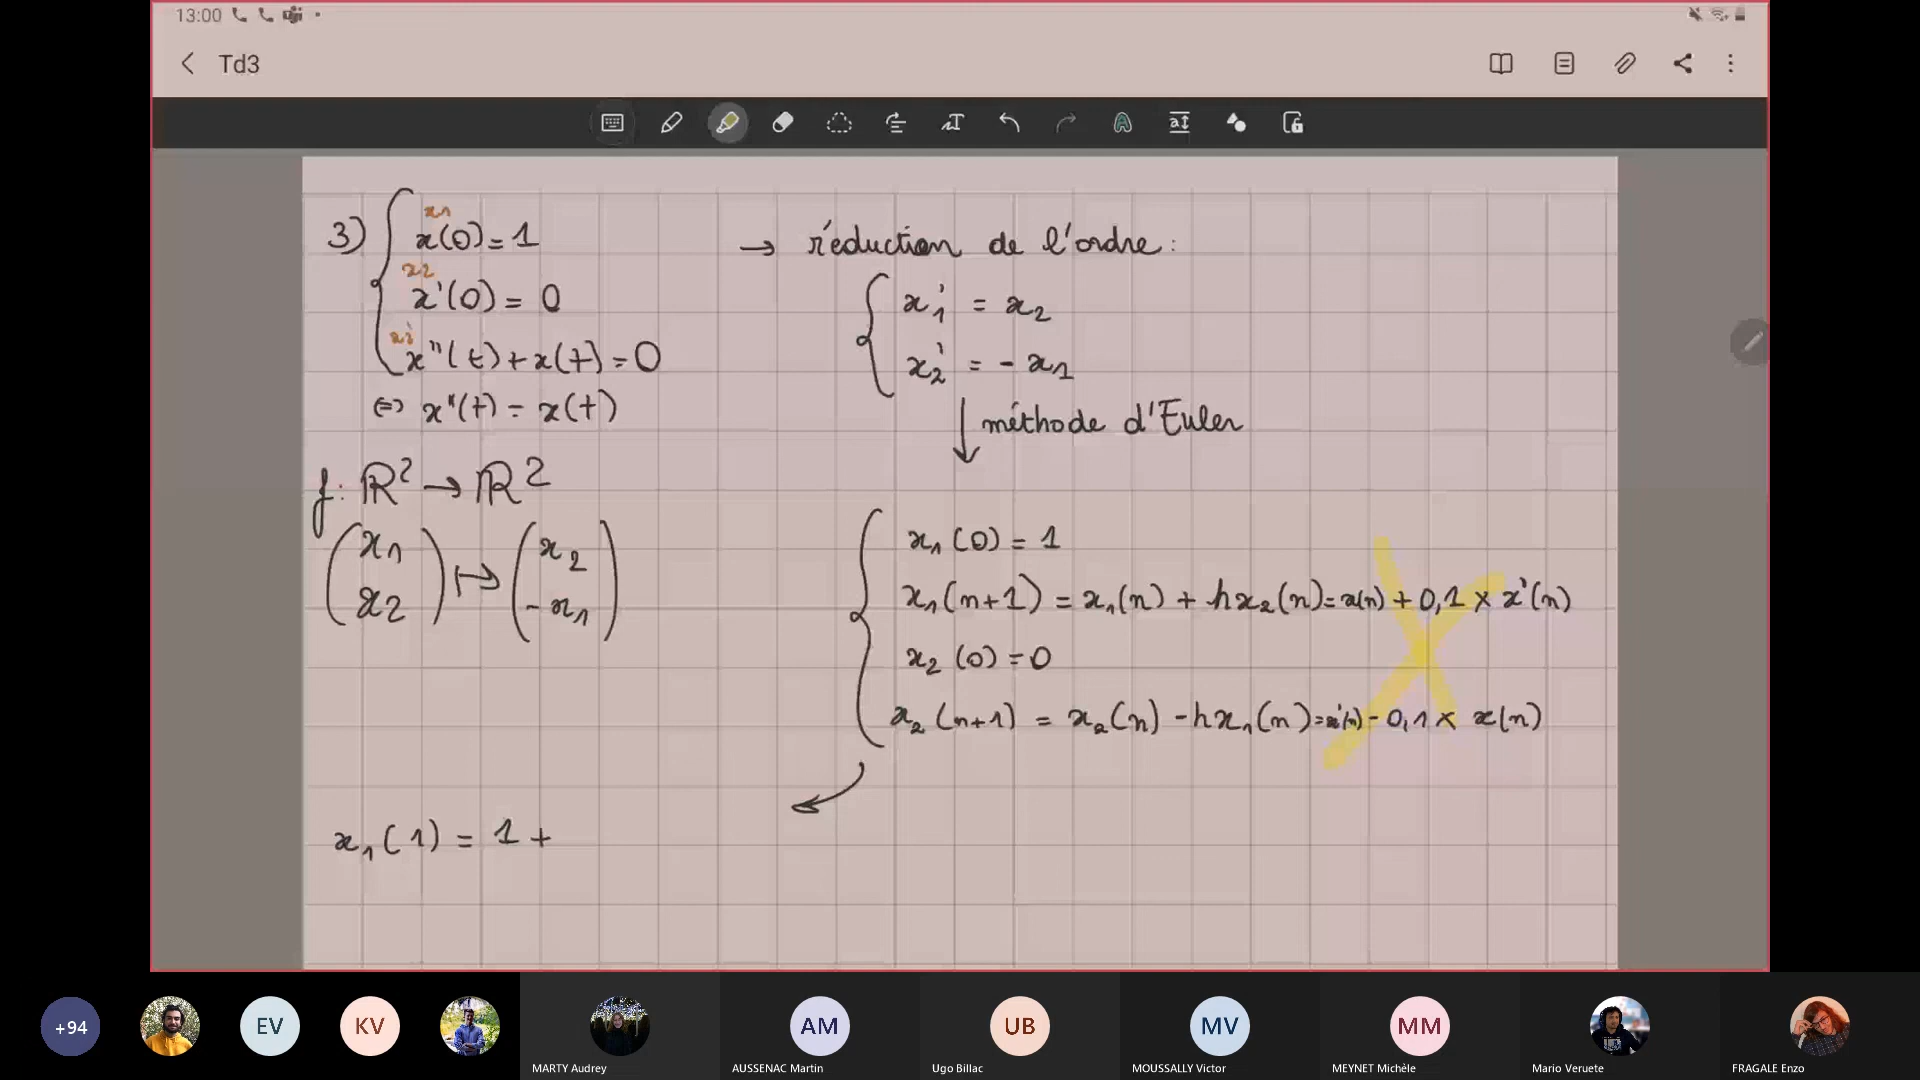 13:00
Td3
3) x(0) = 1
x1
x'(0) = 0
x2
x''(t) + x(t) = 0
x2'
⇔ x''(t) = x(t)
f: ℝ² → ℝ²
(x1 x2) ↦ (x2 -x1)
→ réduction de l'ordre :
x1' = x2
x2' = - x1
↓ méthode d'Euler
x1(0) = 1
x1(n+1) = x1(n) + hx2(n) = x(n) + 0,1 × x'(n)
x2(0) = 0
x2(n+1) = x2(n) - hx1(n) = x'(n) - 0,1 × x(n)
x1(1) = 1 +
+94
EV
KV
MARTY Audrey
AM
AUSSENAC Martin
UB
Ugo Billac
MV
MOUSSALLY Victor
MM
MEYNET Michèle
Mario Veruete
FRAGALE Enzo